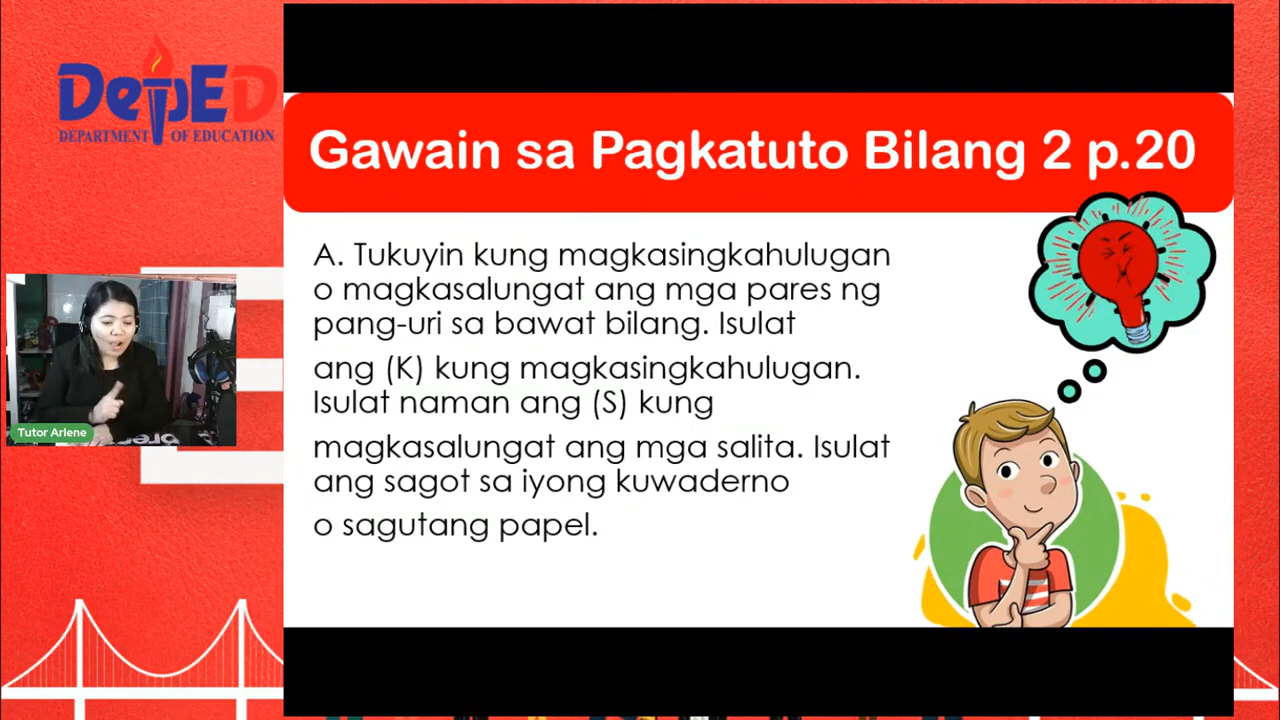 DepED
DEPARTMENT OF EDUCATION
Gawain sa Pagkatuto Bilang 2 p.20
A. Tukuyin kung magkasingkahulugan
o magkasalungat ang mga pares ng
pang-uri sa bawat bilang. Isulat
ang (K) kung magkasingkahulugan.
Isulat naman ang (S) kung
magkasalungat ang mga salita. Isulat
ang sagot sa iyong kuwaderno
o sagutang papel.
Tutor Arlene